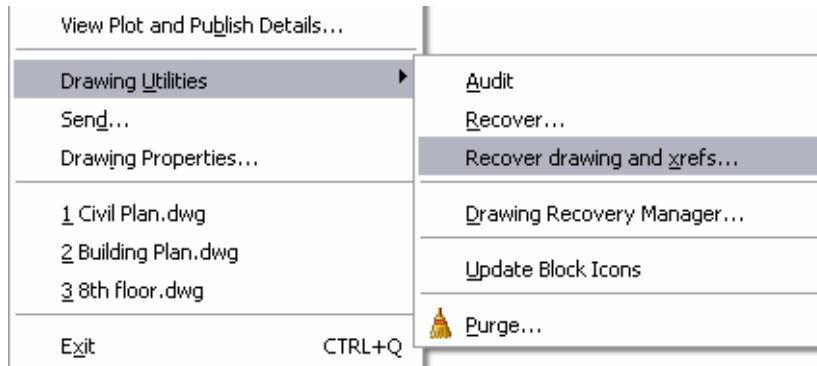 View Plot and Publish Details...
Drawing Utilities
Send...
Drawing Properties...
1 Civil Plan.dwg
2 Building Plan.dwg
3 8th floor.dwg
Exit CTRL+Q
Audit
Recover...
Recover drawing and xrefs...
Drawing Recovery Manager...
Update Block Icons
Purge...